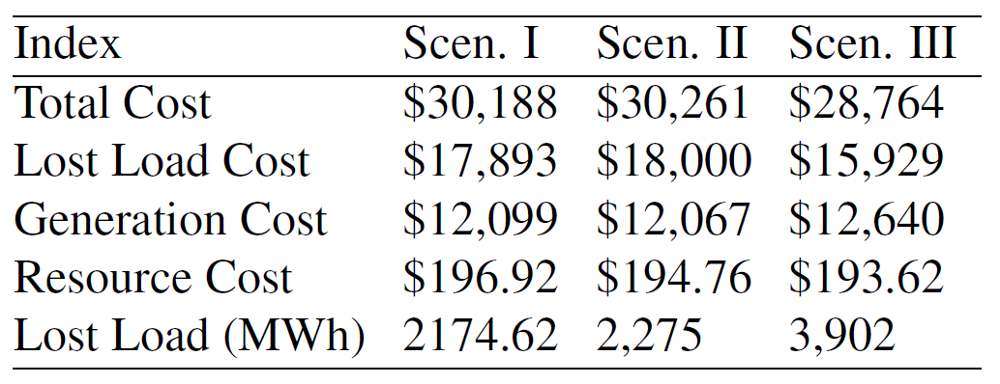 Index Scen. I Scen. II Scen. III
Total Cost $30,188 $30,261 $28,764
Lost Load Cost $17,893 $18,000 $15,929
Generation Cost $12,099 $12,067 $12,640
Resource Cost $196.92 $194.76 $193.62
Lost Load (MWh) 2174.62 2,275 3,902